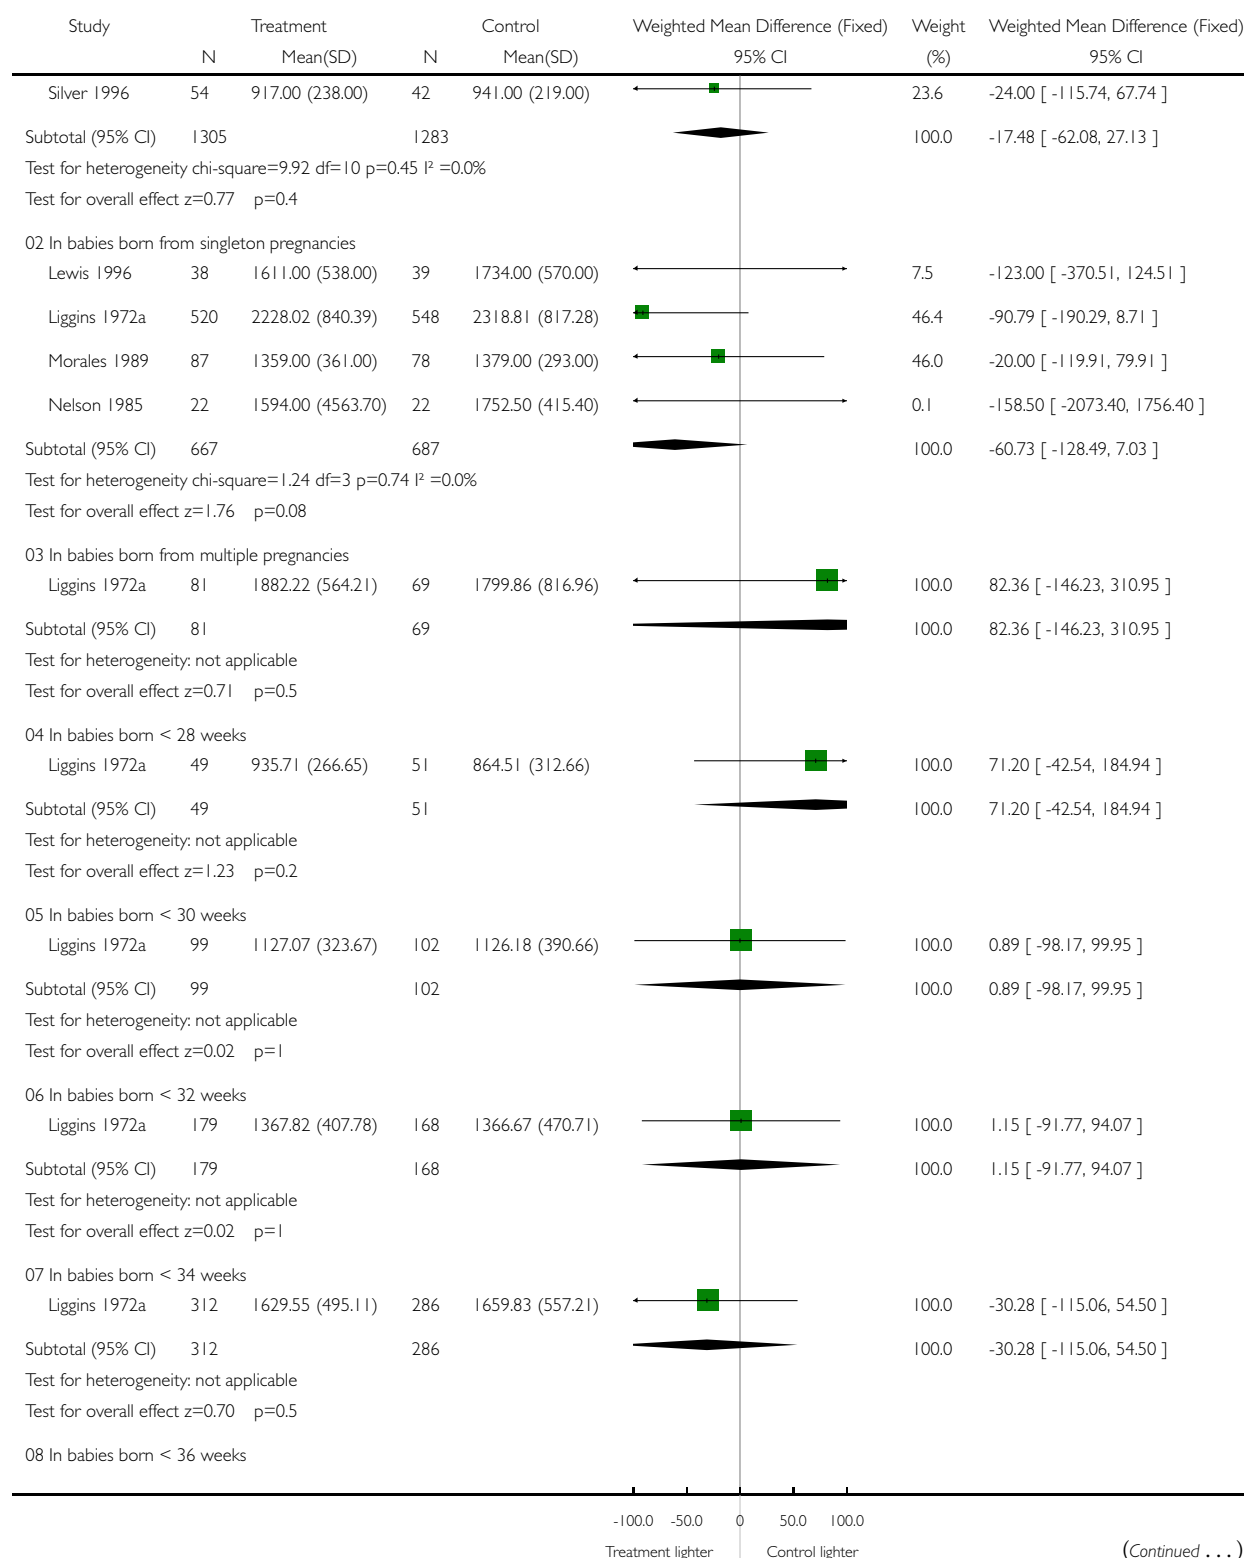 Study Treatment Control Weighted Mean Difference (Fixed) Weight Weighted Mean Difference (Fixed)
N Mean(SD) N Mean(SD) 95% CI (%) 95% CI
Silver 1996 54 917.00 (238.00) 42 941.00 (219.00) 23.6 -24.00 [ -115.74, 67.74 ]
Subtotal (95% CI) 1305 1283 100.0 -17.48 [ -62.08, 27.13 ]
Test for heterogeneity chi-square=9.92 df=10 p=0.45 I² =0.0%
Test for overall effect z=0.77 p=0.4
02 In babies born from singleton pregnancies
Lewis 1996 38 1611.00 (538.00) 39 1734.00 (570.00) 7.5 -123.00 [ -370.51, 124.51 ]
Liggins 1972a 520 2228.02 (840.39) 548 2318.81 (817.28) 46.4 -90.79 [ -190.29, 8.71 ]
Morales 1989 87 1359.00 (361.00) 78 1379.00 (293.00) 46.0 -20.00 [ -119.91, 79.91 ]
Nelson 1985 22 1594.00 (4563.70) 22 1752.50 (415.40) 0.1 -158.50 [ -2073.40, 1756.40 ]
Subtotal (95% CI) 667 687 100.0 -60.73 [ -128.49, 7.03 ]
Test for heterogeneity chi-square=1.24 df=3 p=0.74 I² =0.0%
Test for overall effect z=1.76 p=0.08
03 In babies born from multiple pregnancies
Liggins 1972a 81 1882.22 (564.21) 69 1799.86 (816.96) 100.0 82.36 [ -146.23, 310.95 ]
Subtotal (95% CI) 81 69 100.0 82.36 [ -146.23, 310.95 ]
Test for heterogeneity: not applicable
Test for overall effect z=0.71 p=0.5
04 In babies born < 28 weeks
Liggins 1972a 49 935.71 (266.65) 51 864.51 (312.66) 100.0 71.20 [ -42.54, 184.94 ]
Subtotal (95% CI) 49 51 100.0 71.20 [ -42.54, 184.94 ]
Test for heterogeneity: not applicable
Test for overall effect z=1.23 p=0.2
05 In babies born < 30 weeks
Liggins 1972a 99 1127.07 (323.67) 102 1126.18 (390.66) 100.0 0.89 [ -98.17, 99.95 ]
Subtotal (95% CI) 99 102 100.0 0.89 [ -98.17, 99.95 ]
Test for heterogeneity: not applicable
Test for overall effect z=0.02 p=1
06 In babies born < 32 weeks
Liggins 1972a 179 1367.82 (407.78) 168 1366.67 (470.71) 100.0 1.15 [ -91.77, 94.07 ]
Subtotal (95% CI) 179 168 100.0 1.15 [ -91.77, 94.07 ]
Test for heterogeneity: not applicable
Test for overall effect z=0.02 p=1
07 In babies born < 34 weeks
Liggins 1972a 312 1629.55 (495.11) 286 1659.83 (557.21) 100.0 -30.28 [ -115.06, 54.50 ]
Subtotal (95% CI) 312 286 100.0 -30.28 [ -115.06, 54.50 ]
Test for heterogeneity: not applicable
Test for overall effect z=0.70 p=0.5
08 In babies born < 36 weeks
-100.0 -50.0 0 50.0 100.0
Treatment lighter Control lighter (Continued . . . )